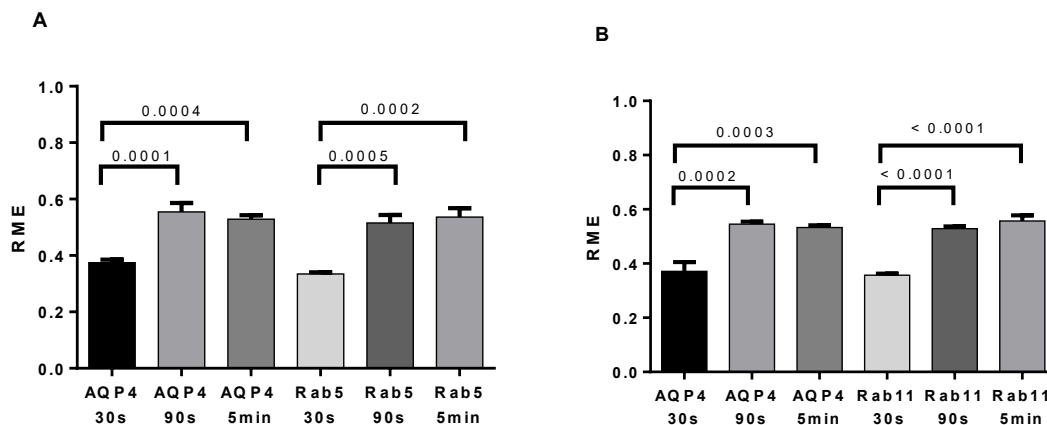 A
1.0
0.8
0.6
0.4
0.2
0.0
RME
0.0004
0.0002
0.0001
0.0005
AQP4 AQP4 AQP4 Rab5 Rab5 Rab5
30s 90s 5min 30s 90s 5min
B
1.0
0.8
0.6
0.4
0.2
0.0
RME
0.0003
< 0.0001
0.0002
< 0.0001
AQP4 AQP4 AQP4 Rab11 Rab11 Rab11
30s 90s 5min 30s 90s 5min